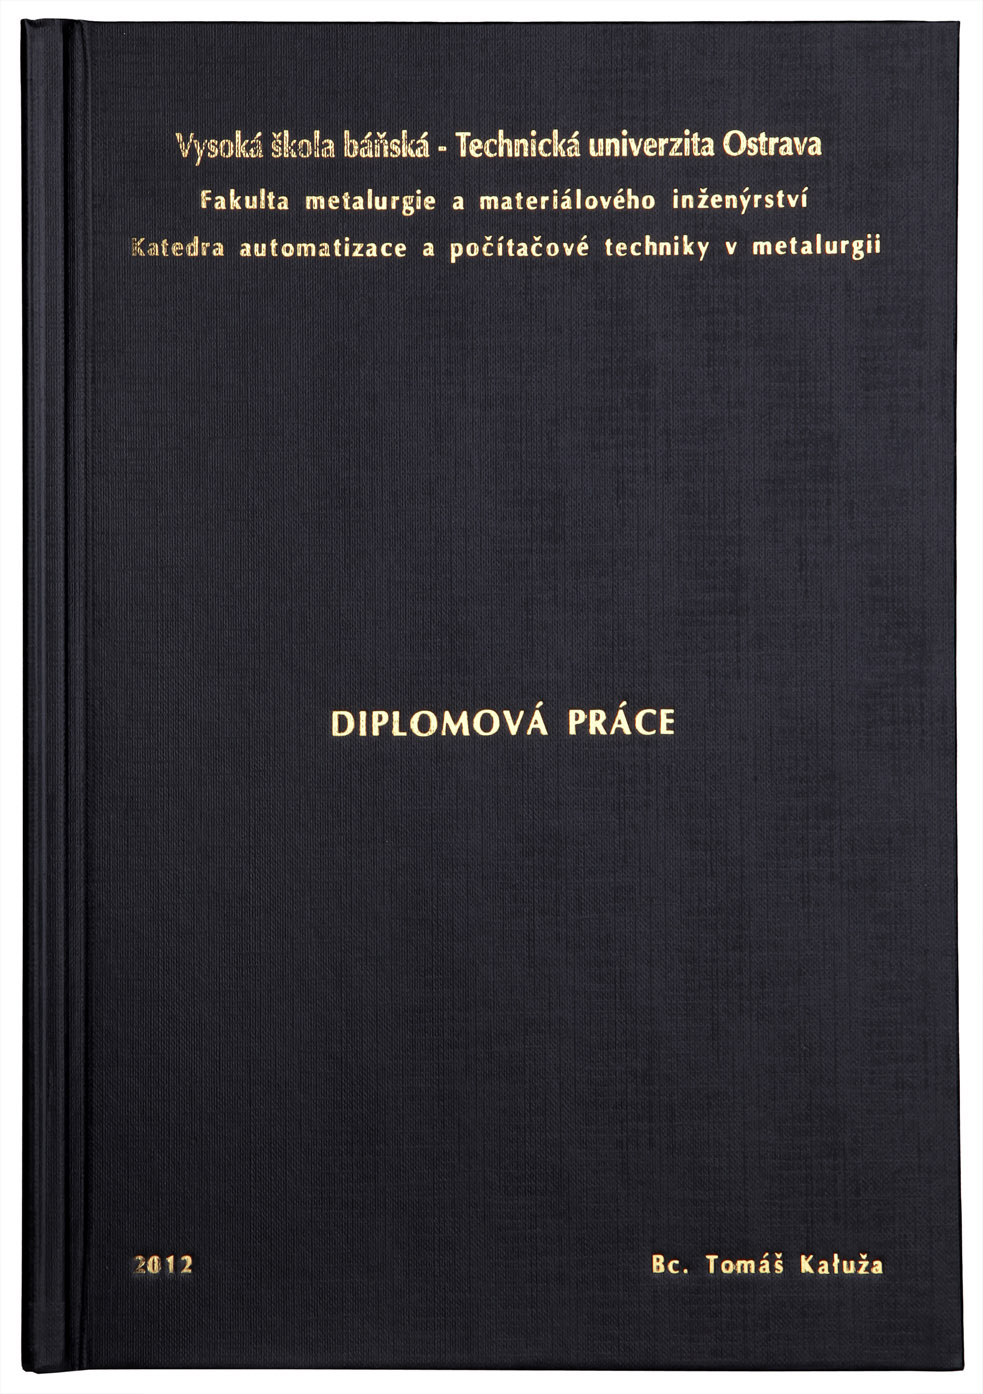 Vysoká škola báňská - Technická univerzita Ostrava
Fakulta metalurgie a materiálového inženýrství
Katedra automatizace a počítačové techniky v metalurgii
DIPLOMOVÁ PRÁCE
2012
Bc. Tomáš Kałuža